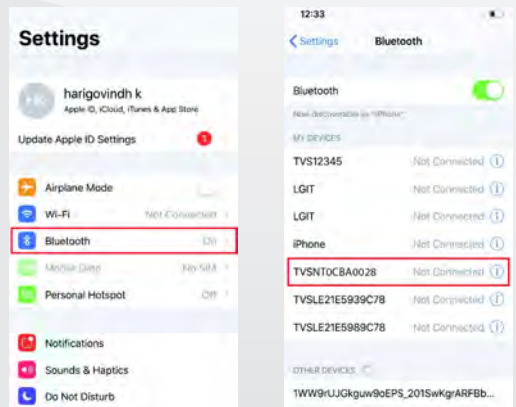 Settings
harigovindh k
Apple ID, iCloud, iTunes & App Store
Update Apple ID Settings 1
Airplane Mode
Wi-Fi Not Connected
Bluetooth On
Mobile Data No SIM
Personal Hotspot Off
Notifications
Sounds & Haptics
Do Not Disturb
12:33
Settings Bluetooth
Bluetooth
Now discoverable as "iPhone".
MY DEVICES
TVS12345 Not Connected
LGIT Not Connected
LGIT Not Connected
iPhone Not Connected
TVSNT0CBA0028 Not Connected
TVSLE21E5939C78 Not Connected
TVSLE21E5989C78 Not Connected
OTHER DEVICES
1WW9rUJGkguw9oEPS_201SwKgrARFBb...